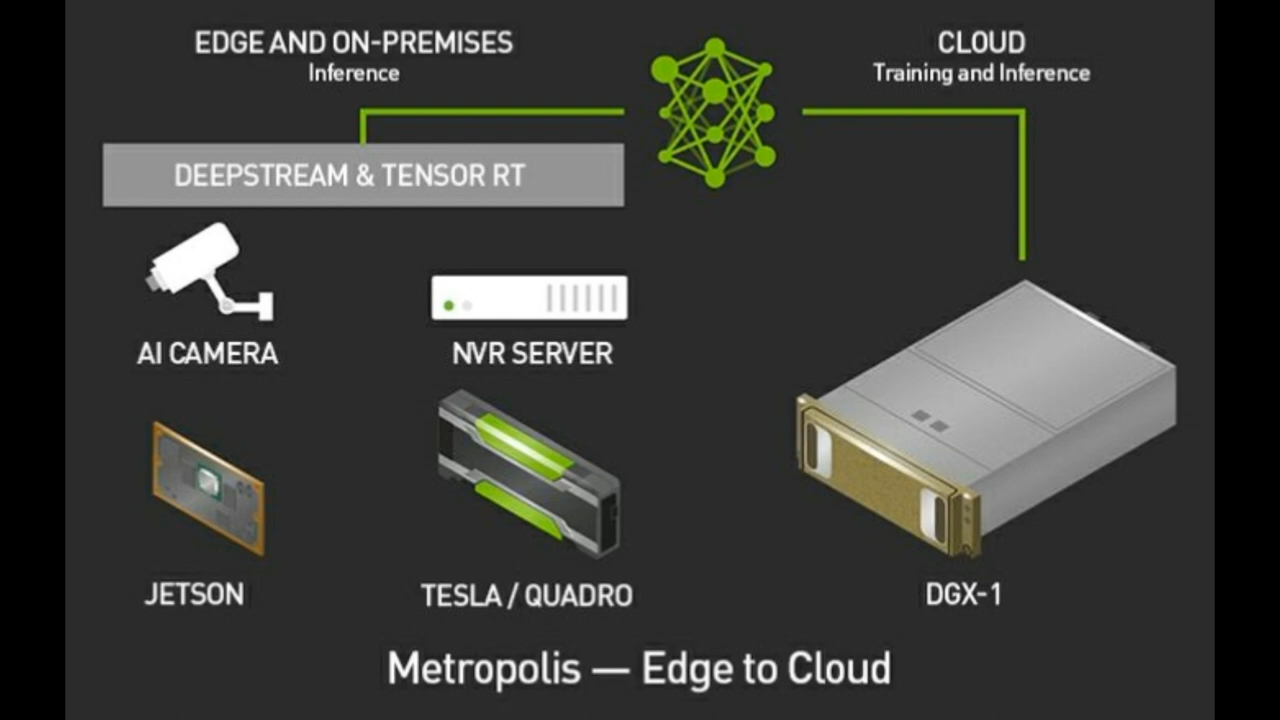 EDGE AND ON-PREMISES
Inference
CLOUD
Training and Inference
DEEPSTREAM & TENSOR RT
AI CAMERA
NVR SERVER
JETSON
TESLA / QUADRO
DGX-1
Metropolis — Edge to Cloud